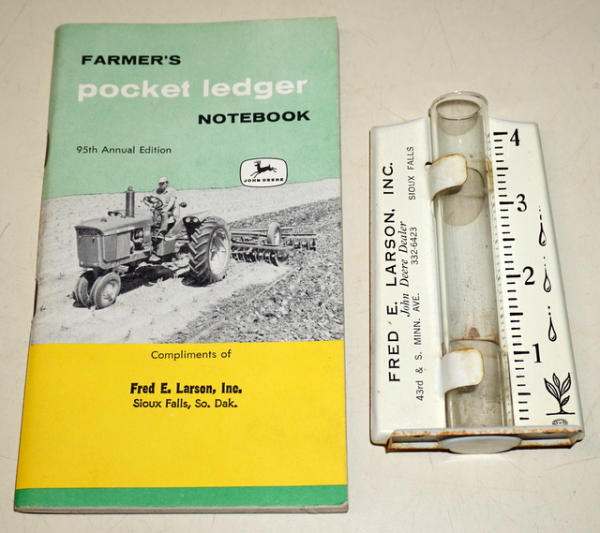 FARMER'S
pocket ledger
NOTEBOOK
95th Annual Edition
JOHN DEERE
Compliments of
Fred E. Larson, Inc.
Sioux Falls, So. Dak.
FRED E. LARSON, INC.
John Deere Dealer
332-6423 SIOUX FALLS
43rd & S. MINN. AVE.
4
3
2
1